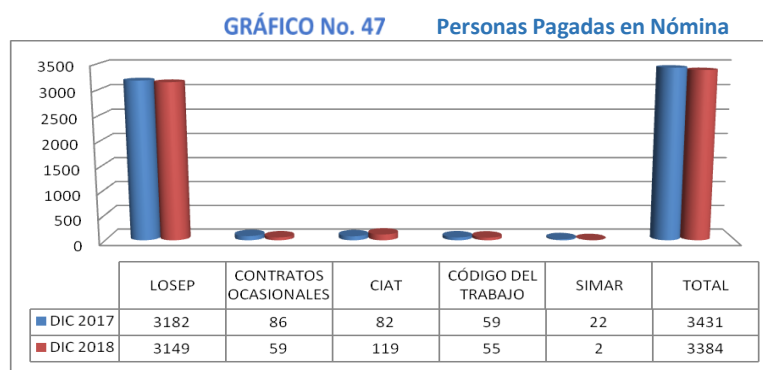 GRÁFICO No. 47 Personas Pagadas en Nómina
3500
3000
2500
2000
1500
1000
500
0
LOSEP CONTRATOS OCASIONALES CIAT CÓDIGO DEL TRABAJO SIMAR TOTAL
DIC 2017 3182 86 82 59 22 3431
DIC 2018 3149 59 119 55 2 3384